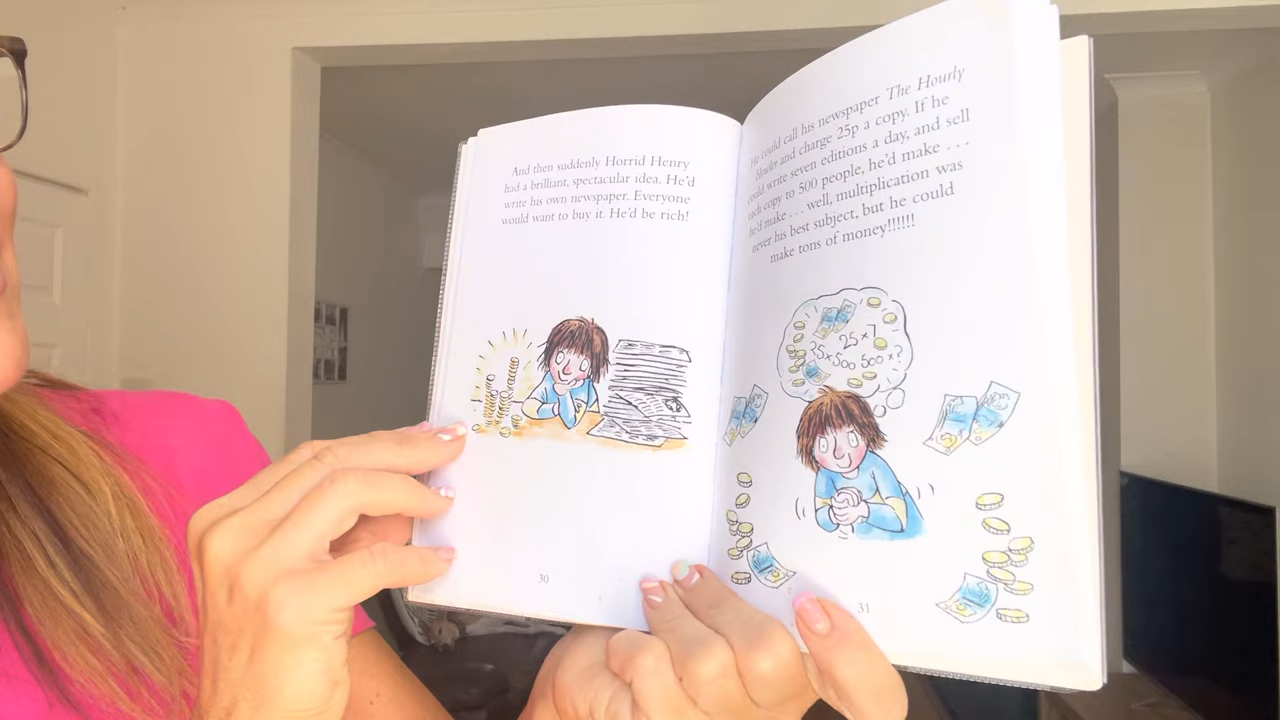 And then suddenly Horrid Henry
had a brilliant, spectacular idea. He'd
write his own newspaper. Everyone
would want to buy it. He'd be rich!
30
He could call his newspaper The Hourly
Howler and charge 25p a copy. If he
could write seven editions a day, and sell
each copy to 500 people, he'd make . . .
he'd make . . . well, multiplication was
never his best subject, but he could
make tons of money!!!!!!
25 x ?
25 x 500 500 x ?
31